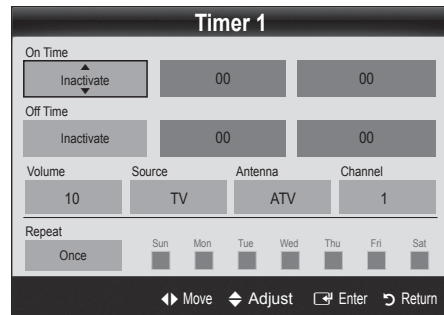 Timer 1
On Time
Inactivate 00 00
Off Time
Inactivate 00 00
Volume Source Antenna Channel
10 TV ATV 1
Repeat
Once Sun Mon Tue Wed Thu Fri Sat
Move Adjust Enter Return